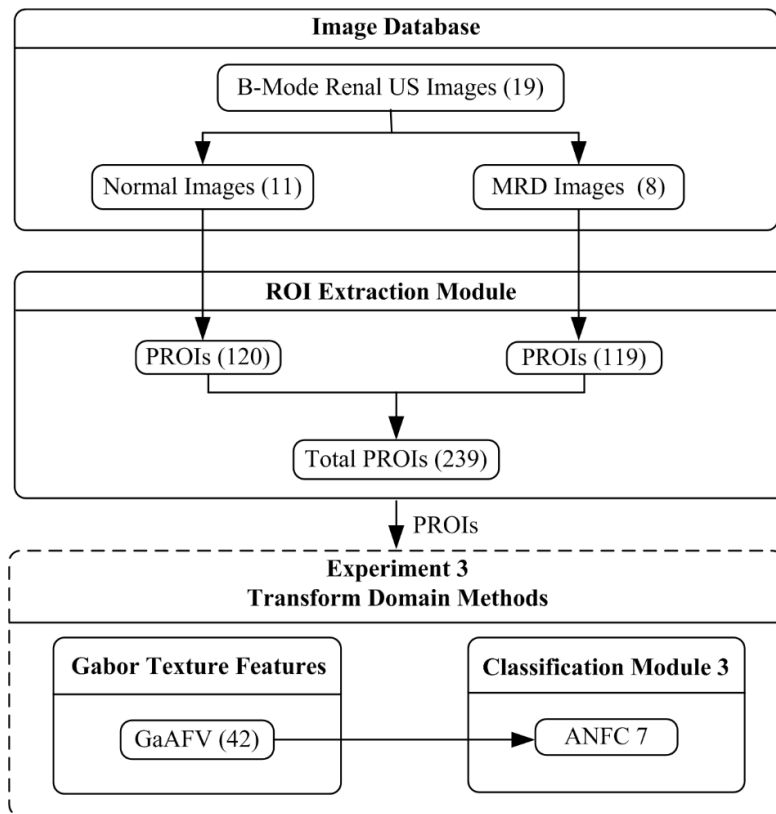 Image Database
B-Mode Renal US Images (19)
Normal Images (11)
MRD Images (8)
ROI Extraction Module
PROIs (120)
PROIs (119)
Total PROIs (239)
PROIs
Experiment 3
Transform Domain Methods
Gabor Texture Features
Classification Module 3
GaAFV (42)
ANFC 7